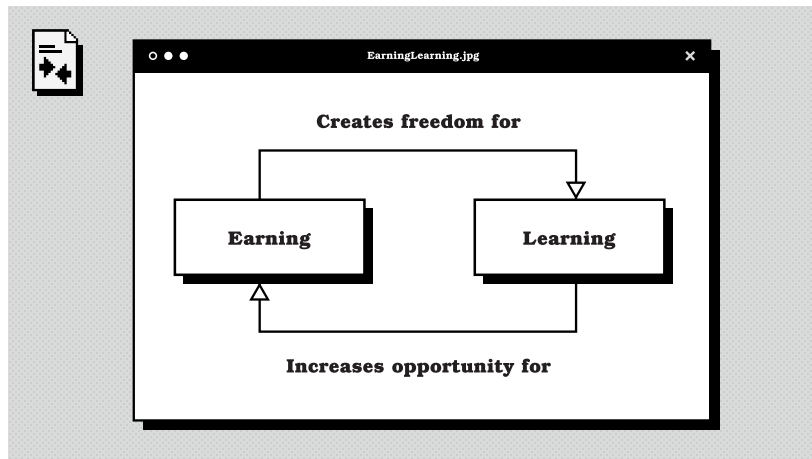 EarningLearning.jpg
Creates freedom for
Earning
Learning
Increases opportunity for